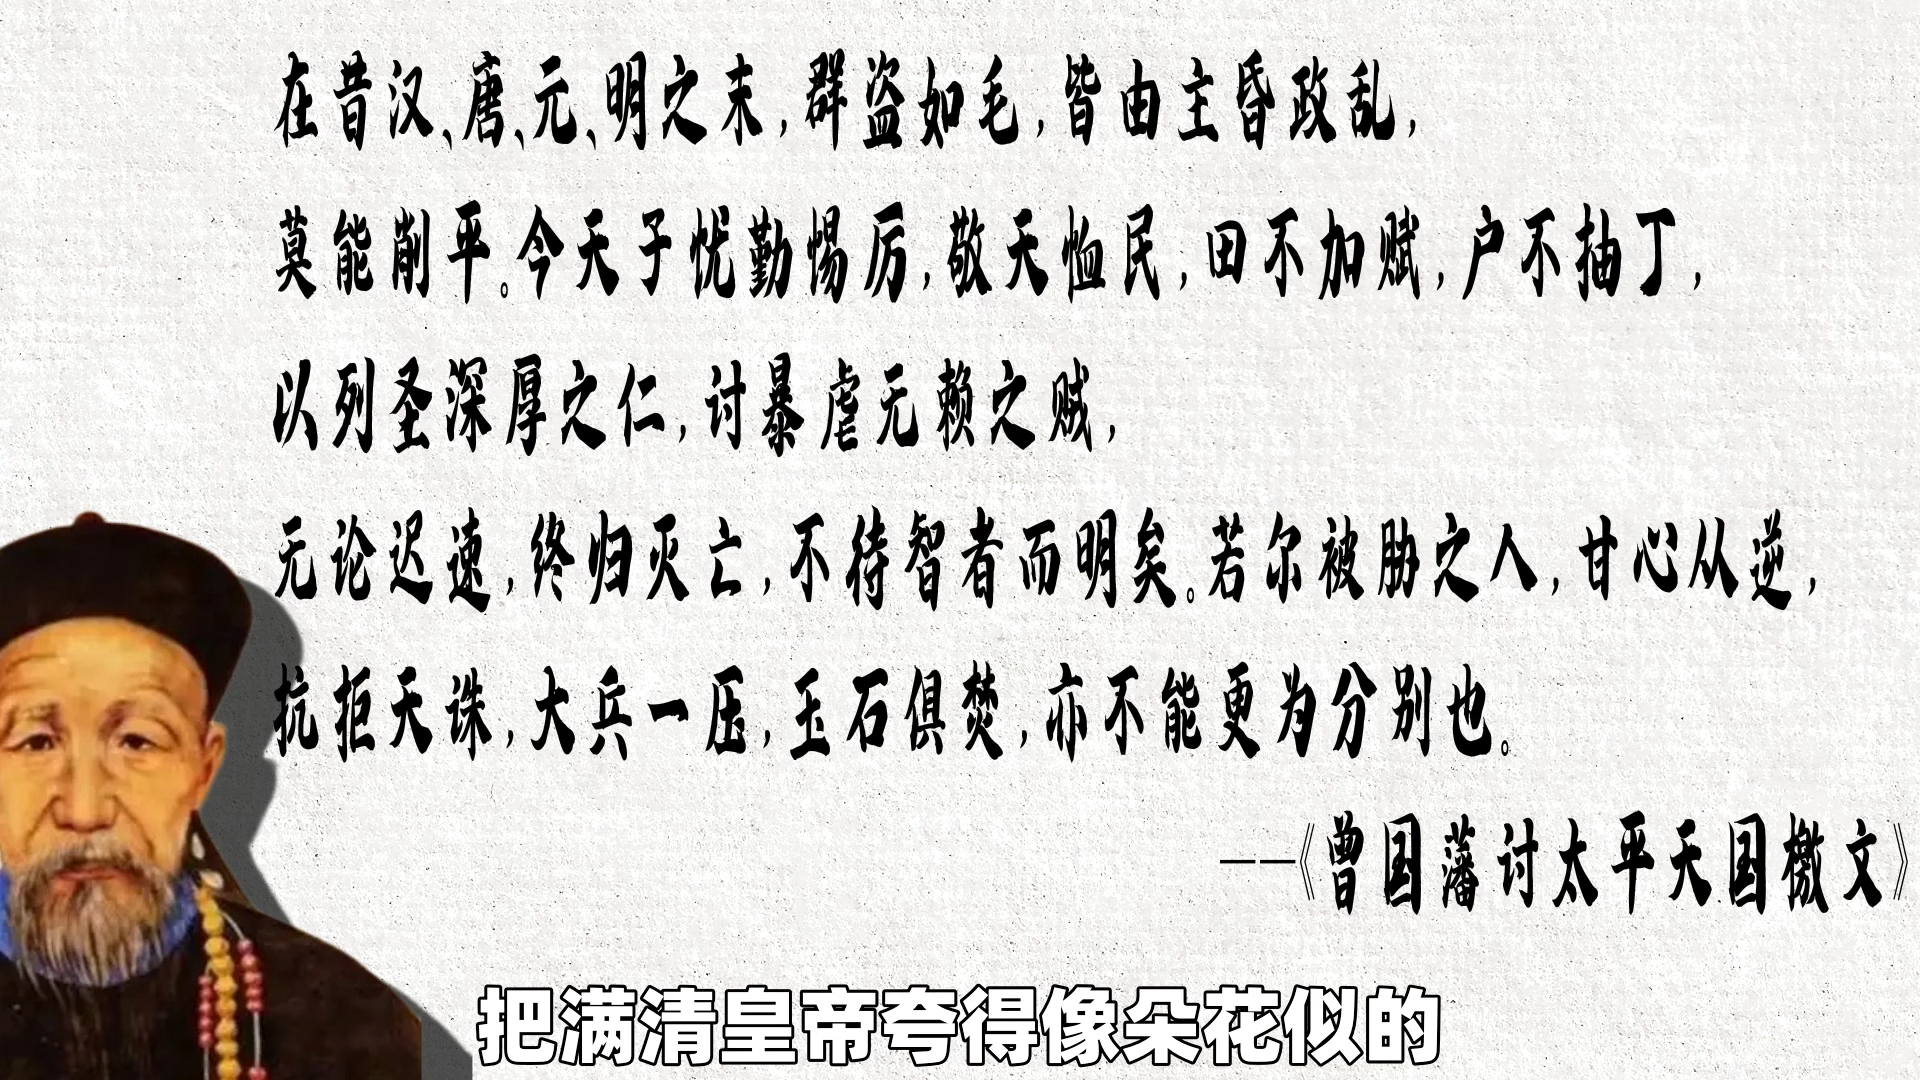 在昔汉、唐、元、明之末,群盗如毛,皆由主昏政乱,
莫能削平。今天子忧勤惕厉,敬天恤民,田不加赋,户不抽丁,
以列圣深厚之仁,讨暴虐无赖之贼,
无论迟速,终归灭亡,不待智者而明矣。若尔被胁之人,甘心从逆,
抗拒天诛,大兵一压,玉石俱焚,亦不能更为分别也。
——《曾国藩讨太平天国檄文》
把满清皇帝夸得像朵花似的